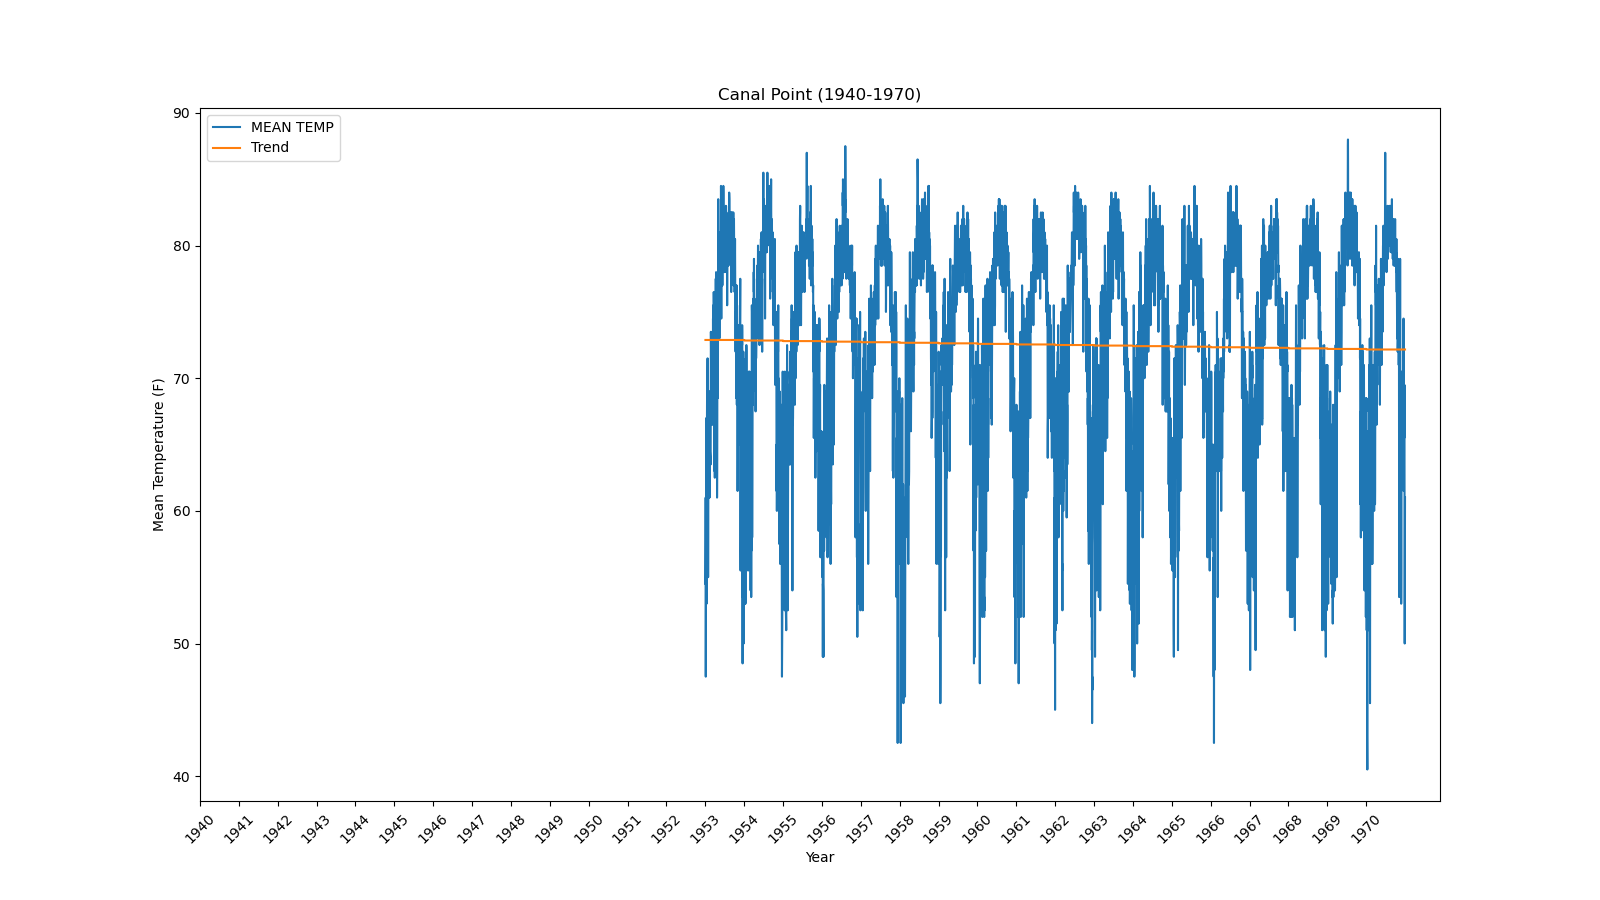 Canal Point (1940-1970)
MEAN TEMP
Trend
90
80
70
60
50
40
Mean Temperature (F)
1940 1941 1942 1943 1944 1945 1946 1947 1948 1949 1950 1951 1952 1953 1954 1955 1956 1957 1958 1959 1960 1961 1962 1963 1964 1965 1966 1967 1968 1969 1970
Year